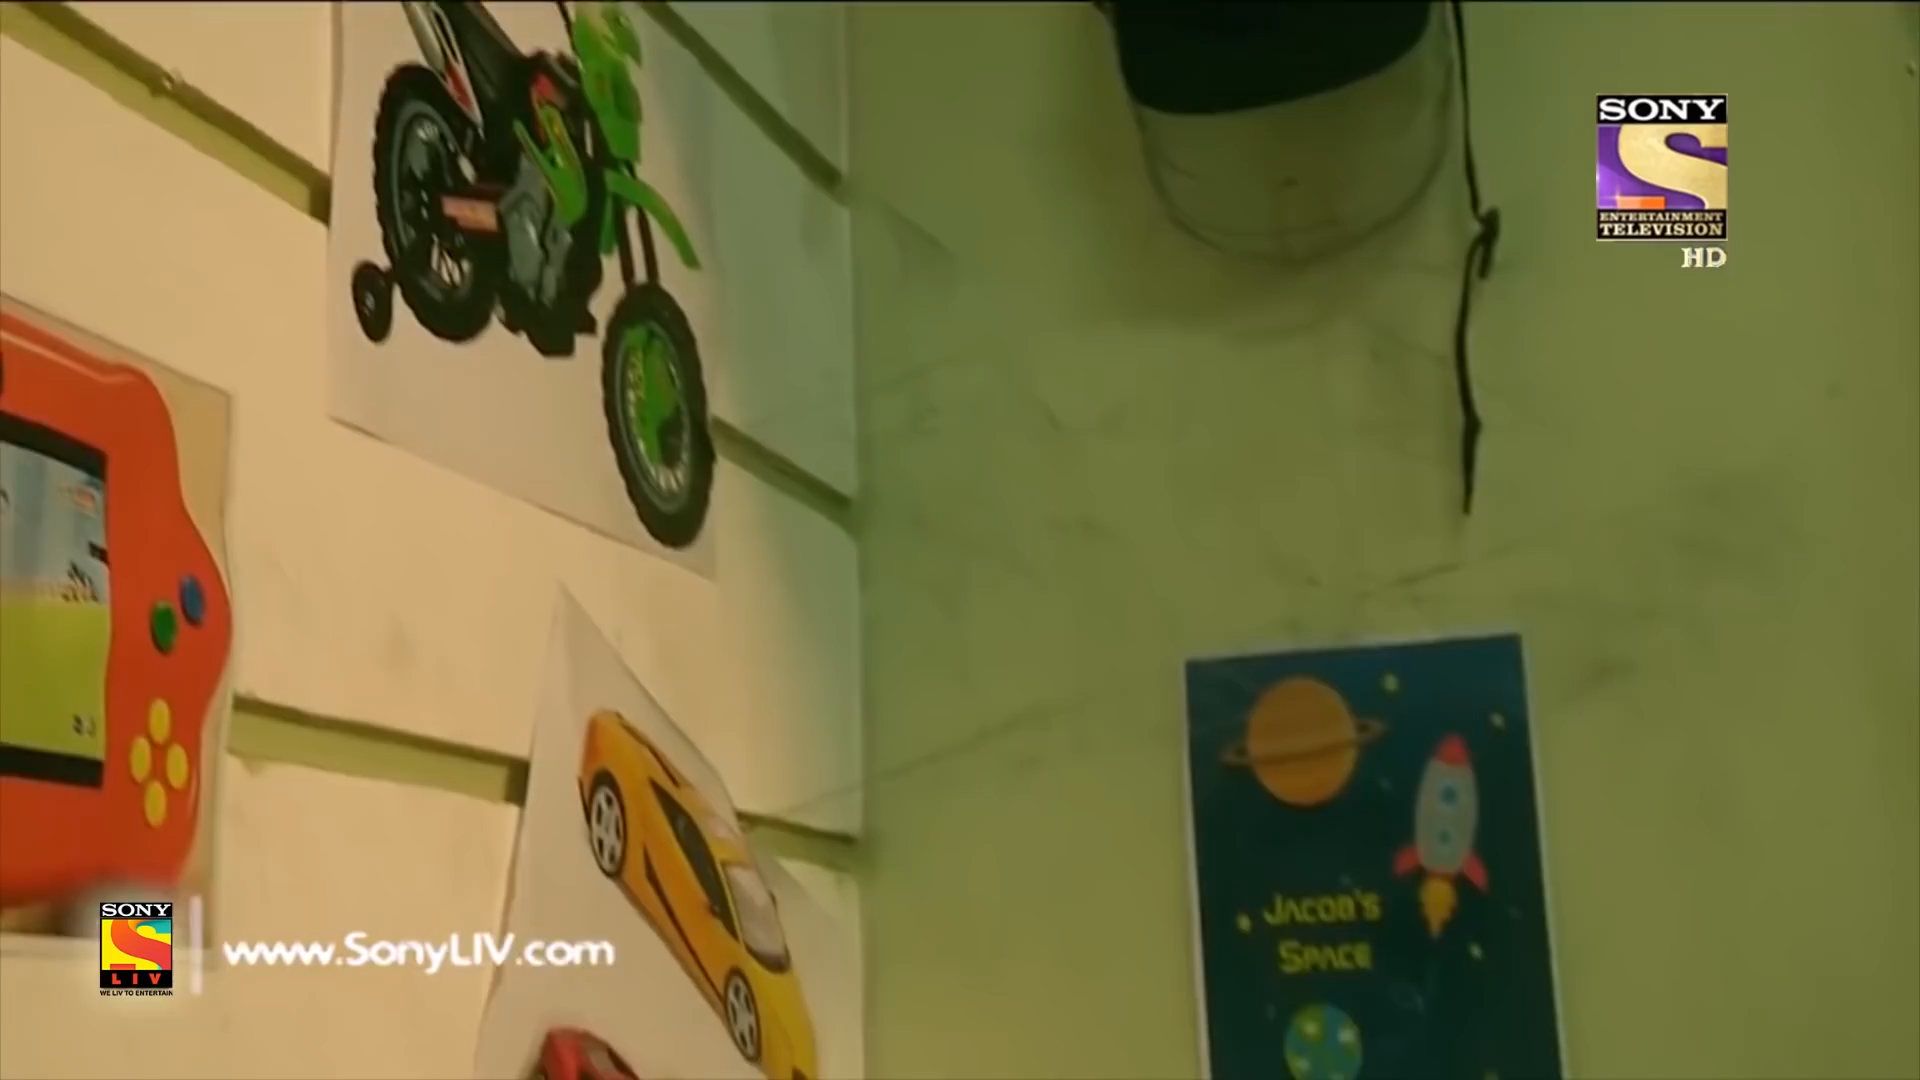 SONY
ENTERTAINMENT
TELEVISION
HD
JACOB'S
SPACE
SONY
LIV
WE LIV TO ENTERTAIN
www.SonyLIV.com